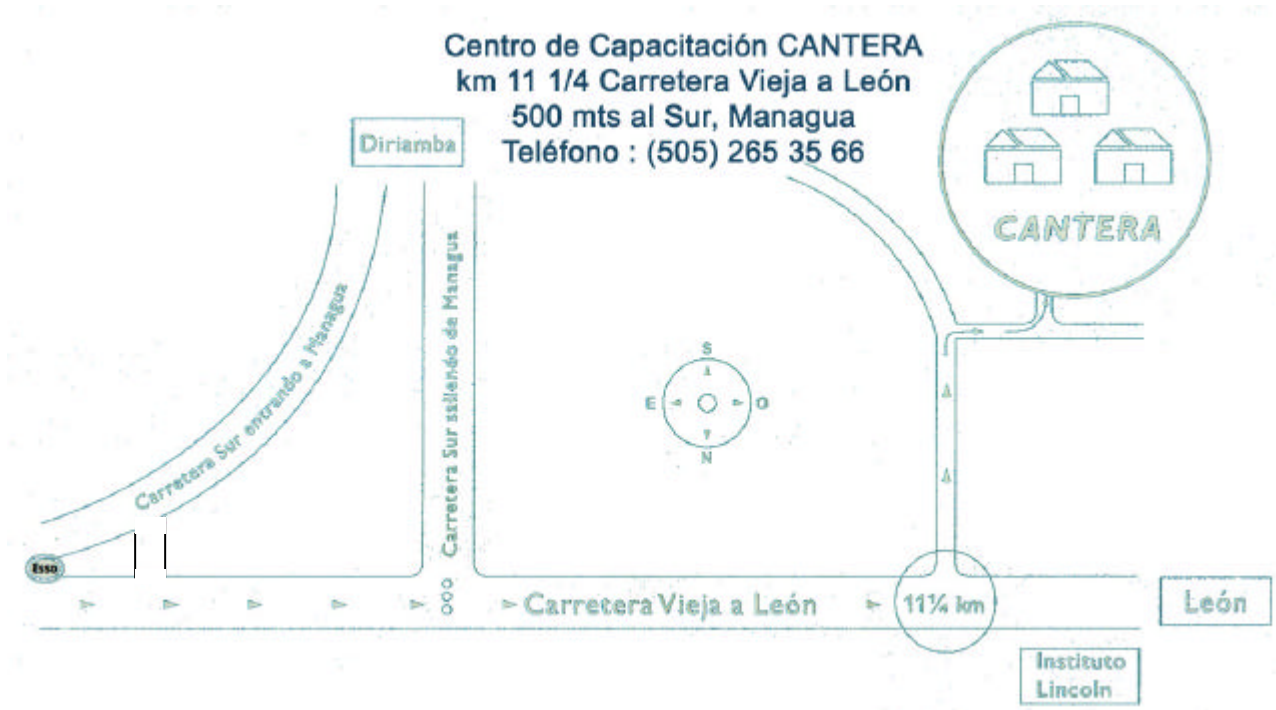 Centro de Capacitación CANTERA
km 11 1/4 Carretera Vieja a León
500 mts al Sur, Managua
Teléfono : (505) 265 35 66
Diriamba
CANTERA
Carretera Sur entrando a Managua
Carretera Sur saliendo de Managua
S
E
O
N
Esso
Carretera Vieja a León
11¼ km
León
Instituto
Lincoln